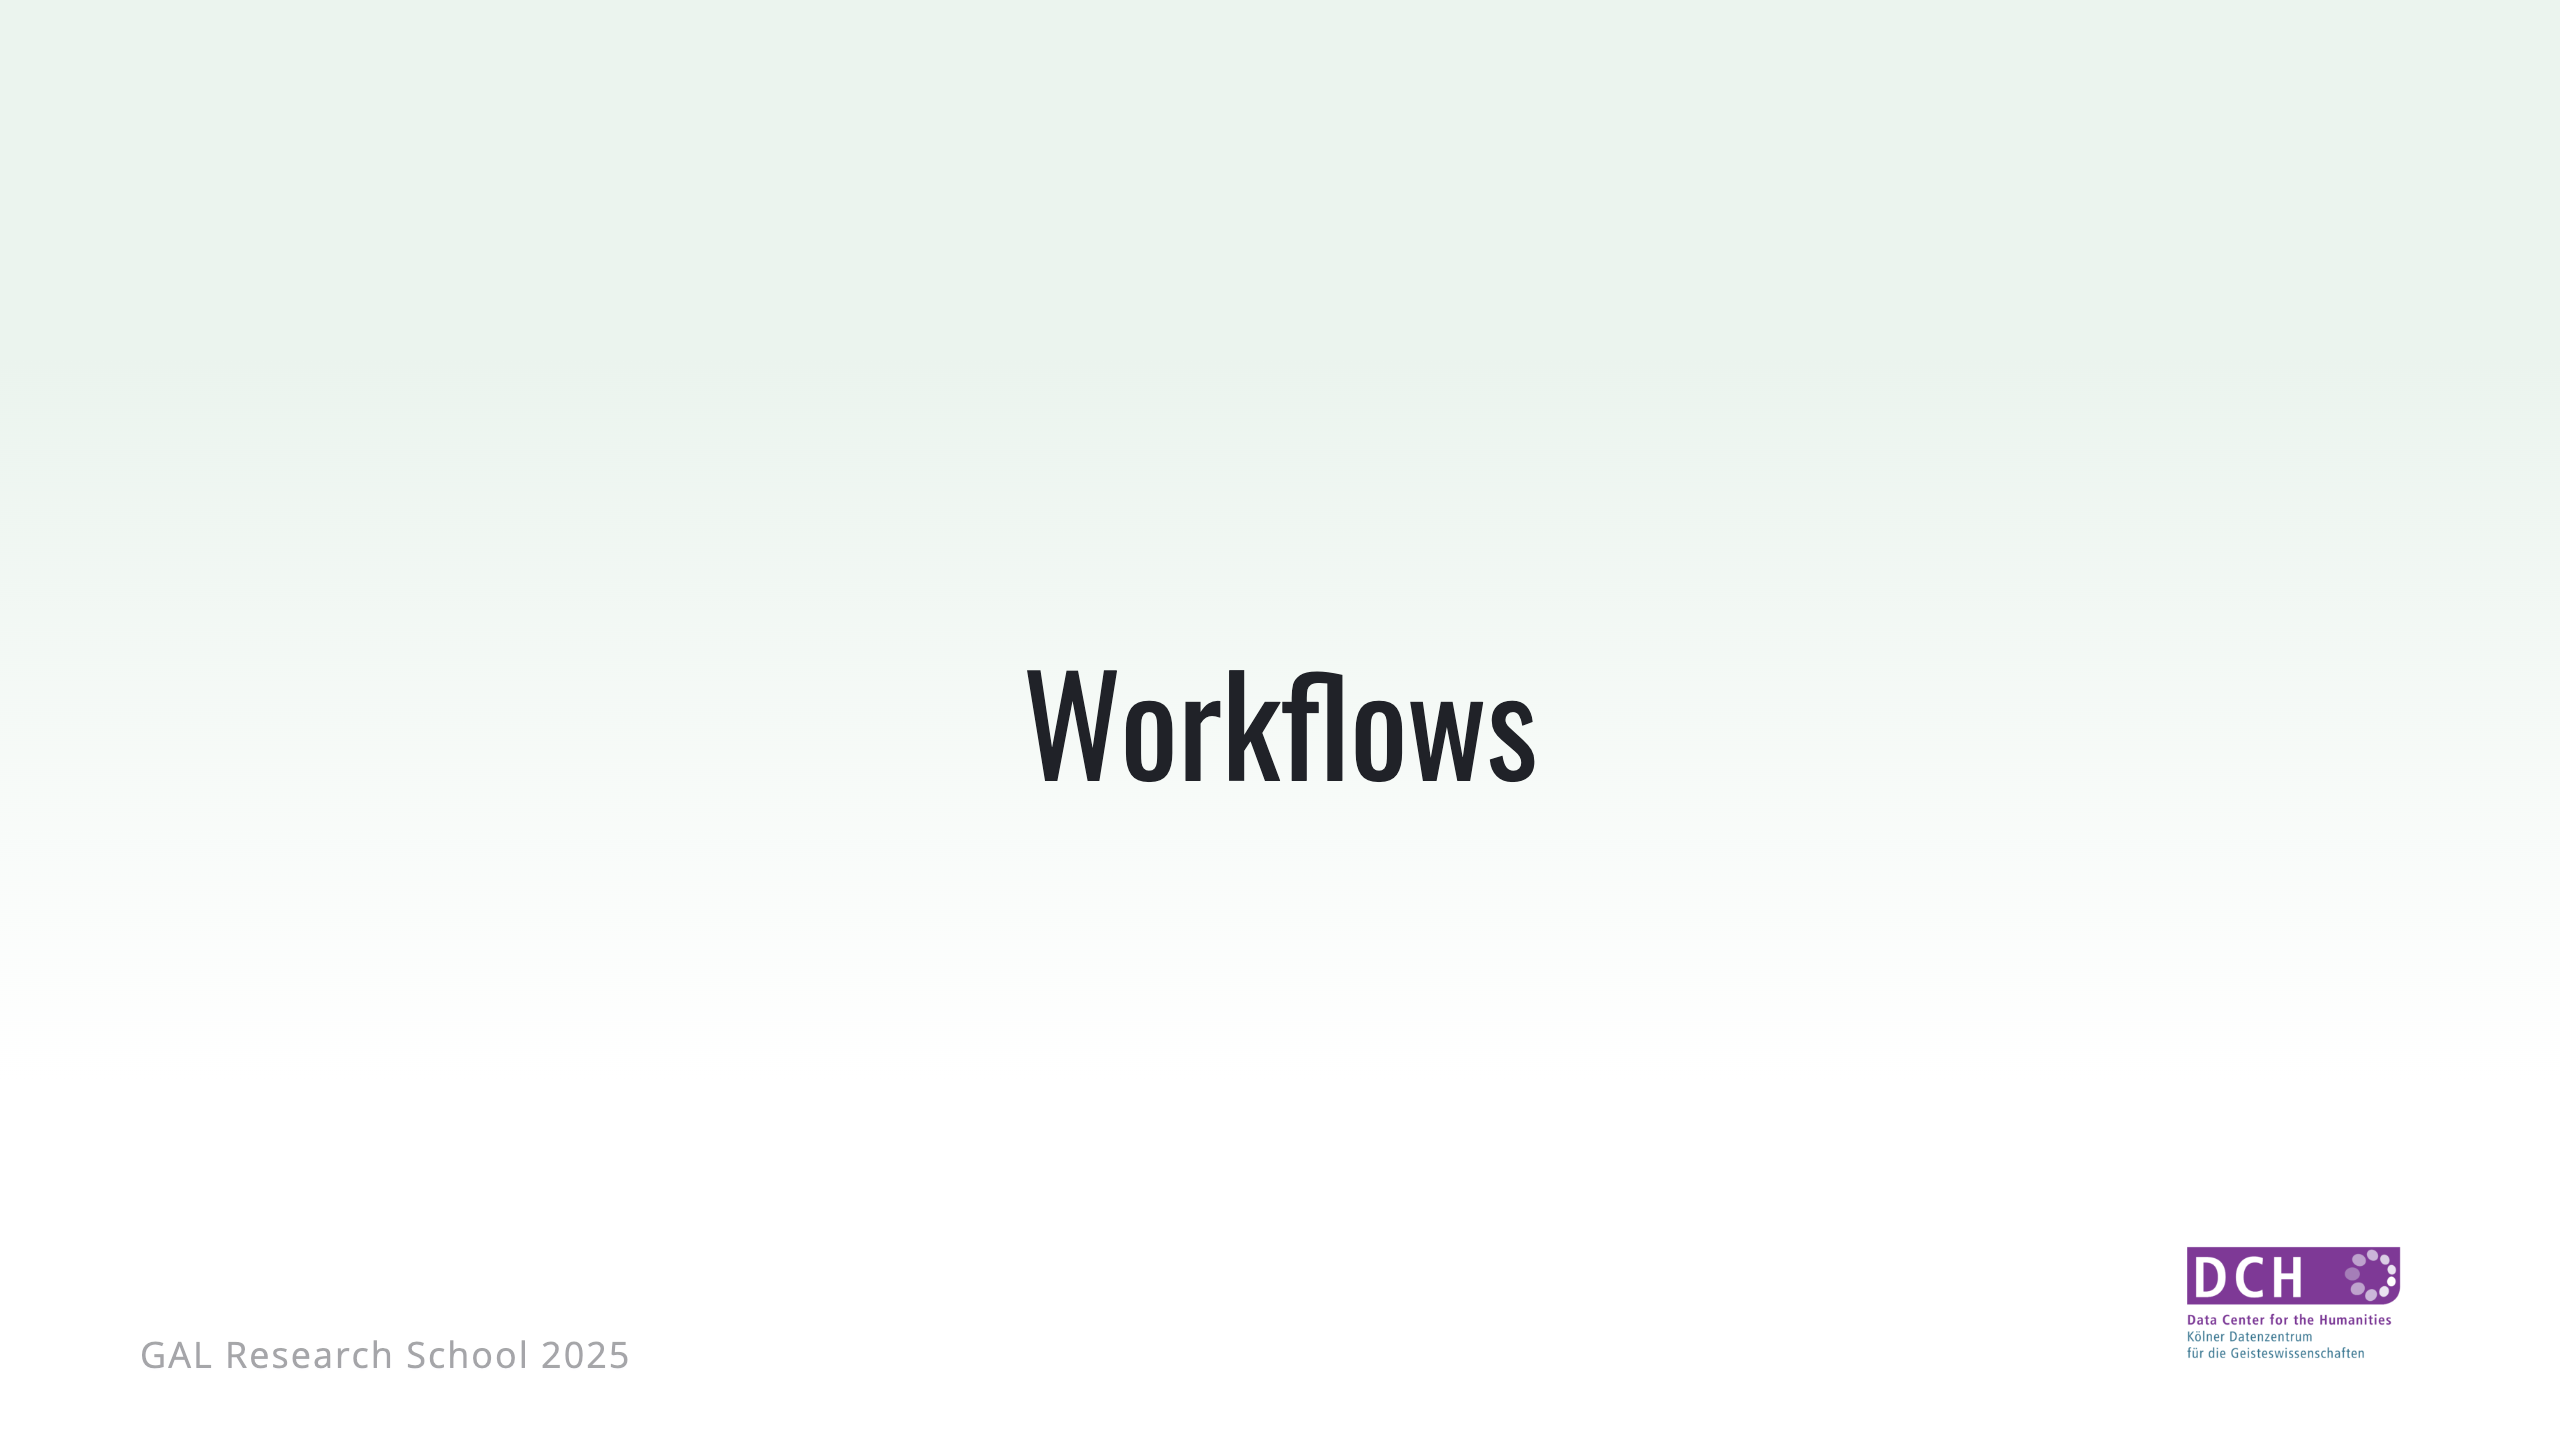 Workflows
GAL Research School 2025
DCH
Data Center for the Humanities
Kölner Datenzentrum
für die Geisteswissenschaften